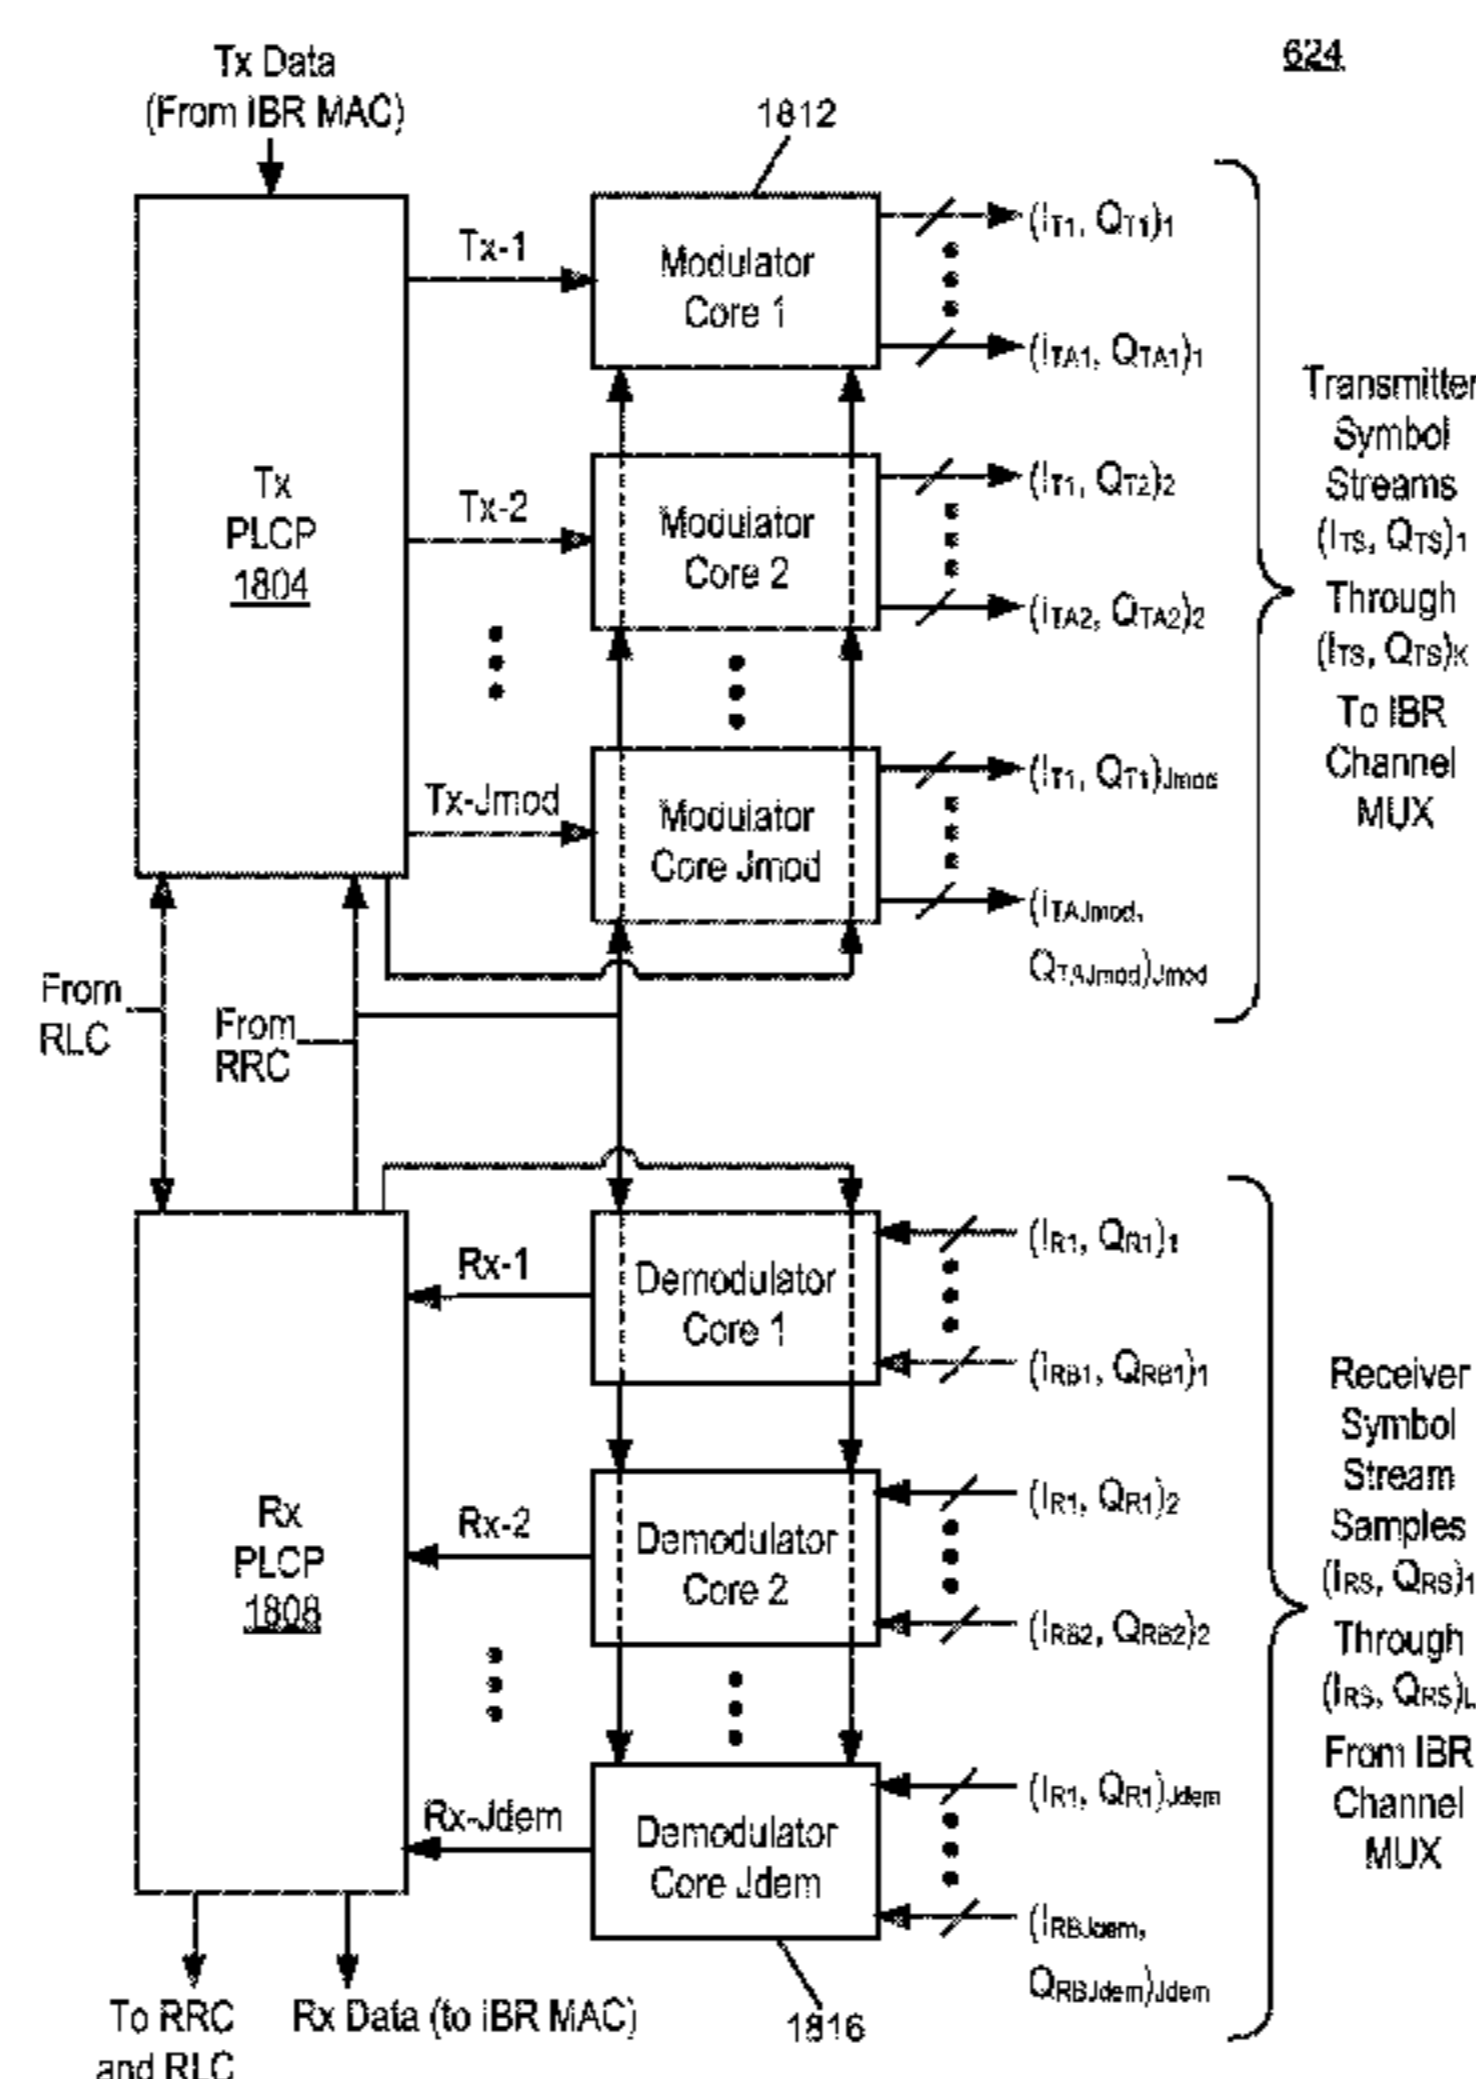 624
Tx Data
(From IBR MAC)
1812
Tx-1
Modulator
Core 1
(IT1, QT1)1
(ITA1, QTA1)1
Tx
PLCP
1804
Tx-2
Modulator
Core 2
(IT1, QT2)2
(ITA2, QTA2)2
Tx-Jmod
Modulator
Core Jmod
(IT1, QT1)Jmod
(ITAJmod,
QTAJmod)Jmod
Transmitter
Symbol
Streams
(ITS, QTS)1
Through
(ITS, QTS)K
To IBR
Channel
MUX
From
RLC
From
RRC
Rx-1
Demodulator
Core 1
(IR1, QR1)1
(IRB1, QRB1)1
Rx
PLCP
1808
Rx-2
Demodulator
Core 2
(IR1, QR1)2
(IRB2, QRB2)2
Rx-Jdem
Demodulator
Core Jdem
(IR1, QR1)Jdem
(IRBJdem,
QRBJdem)Jdem
Receiver
Symbol
Stream
Samples
(IRS, QRS)1
Through
(IRS, QRS)L
From IBR
Channel
MUX
To RRC
and RLC
Rx Data (to IBR MAC)
1816